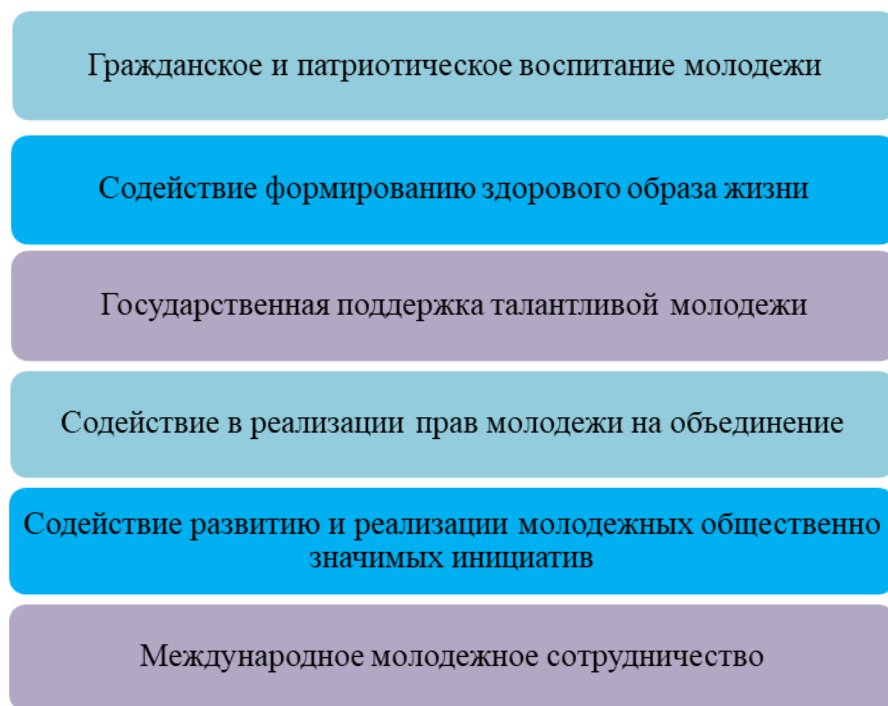 Гражданское и патриотическое воспитание молодежи
Содействие формированию здорового образа жизни
Государственная поддержка талантливой молодежи
Содействие в реализации прав молодежи на объединение
Содействие развитию и реализации молодежных общественно
значимых инициатив
Международное молодежное сотрудничество